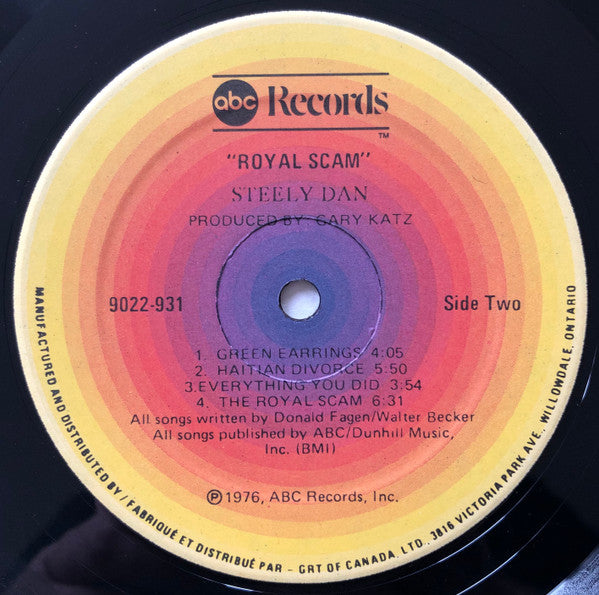 abc Records
TM
"ROYAL SCAM"
STEELY DAN
PRODUCED BY: GARY KATZ
9022-931
Side Two
1. GREEN EARRINGS 4:05
2. HAITIAN DIVORCE 5:50
3.EVERYTHING YOU DID 3:54
4. THE ROYAL SCAM 6:31
All songs written by Donald Fagen/Walter Becker
All songs published by ABC/Dunhill Music,
Inc. (BMI)
℗1976, ABC Records, Inc.
MANUFACTURED AND DISTRIBUTED BY / FABRIQUÉ ET DISTRIBUÉ PAR - GRT OF CANADA, LTD., 3816 VICTORIA PARK AVE., WILLOWDALE, ONTARIO